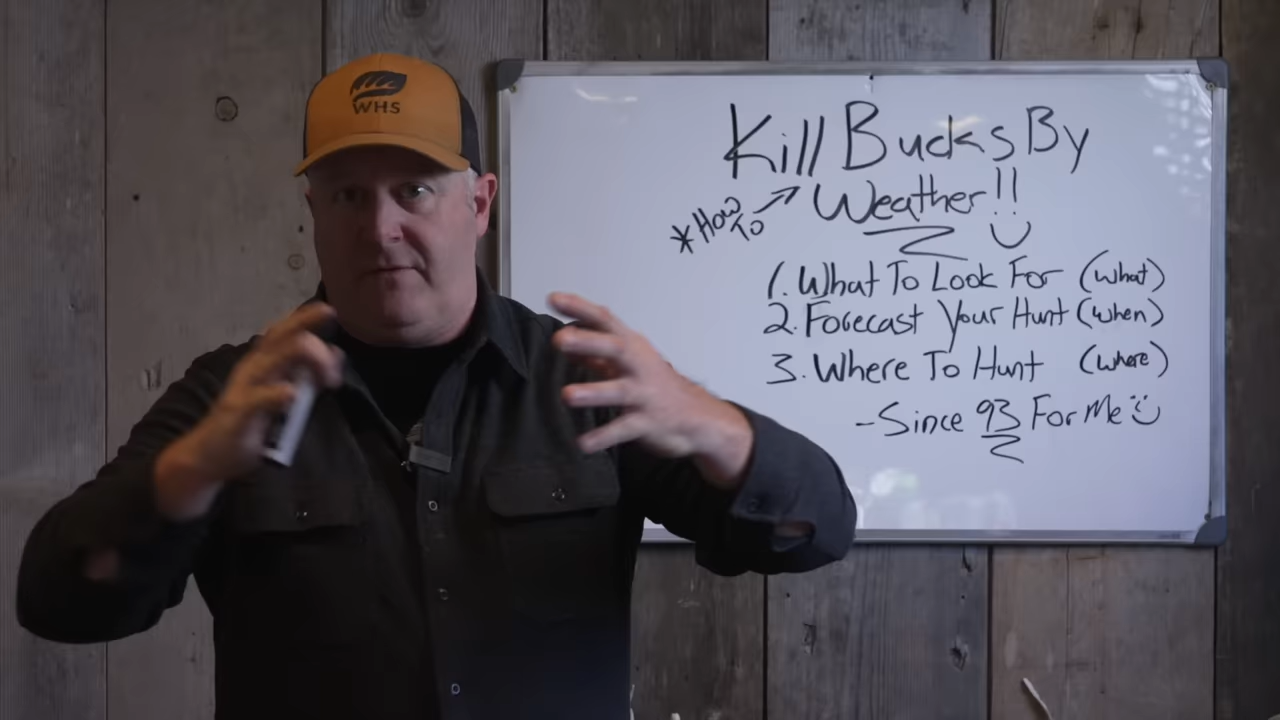 WHS
Kill Bucks By
*How To → Weather!!
1. What To Look For (what)
2. Forecast Your Hunt (when)
3. Where To Hunt (where)
- Since 93 For Me